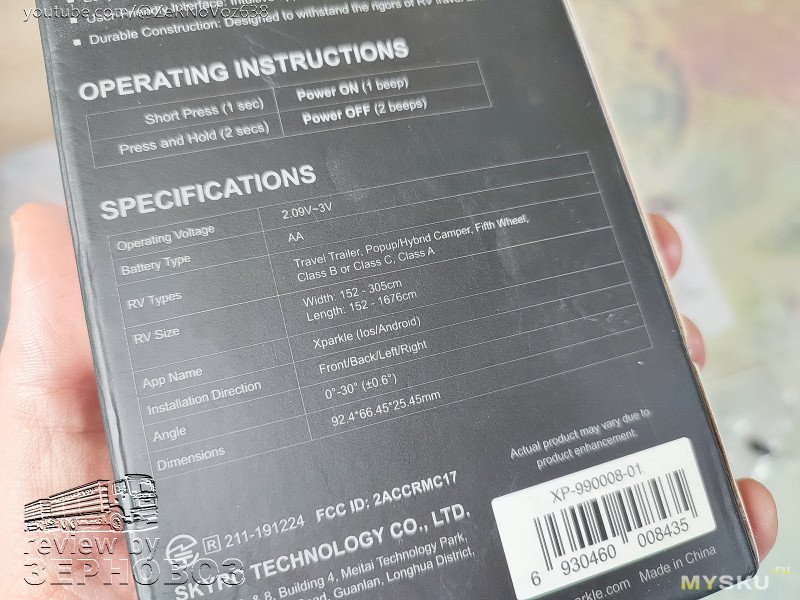 youtube.com/@ZeRNoVoz638
Durable Construction: Designed to withstand the rigors of RV travel
OPERATING INSTRUCTIONS
Short Press (1 sec) Power ON (1 beep)
Press and Hold (2 secs) Power OFF (2 beeps)
SPECIFICATIONS
Operating Voltage 2.09V~3V
Battery Type AA
RV Types Travel Trailer, Popup/Hybrid Camper, Fifth Wheel,
Class B or Class C, Class A
RV Size Width: 152 - 305cm
Length: 152 - 1676cm
App Name Xparkle (Ios/Android)
Installation Direction Front/Back/Left/Right
Angle 0°-30° (±0.6°)
Dimensions 92.4*66.45*25.45mm
Actual product may vary due to
product enhancement.
R 211-191224 FCC ID: 2ACCRMC17
SKYRC TECHNOLOGY CO., LTD.
& 8, Building 4, Meitai Technology Park,
Guanlan, Longhua District,
XP-990008-01
6 930460 008435
Made in China
review by
ЗЕРНОВОЗ
MYSKU.ru